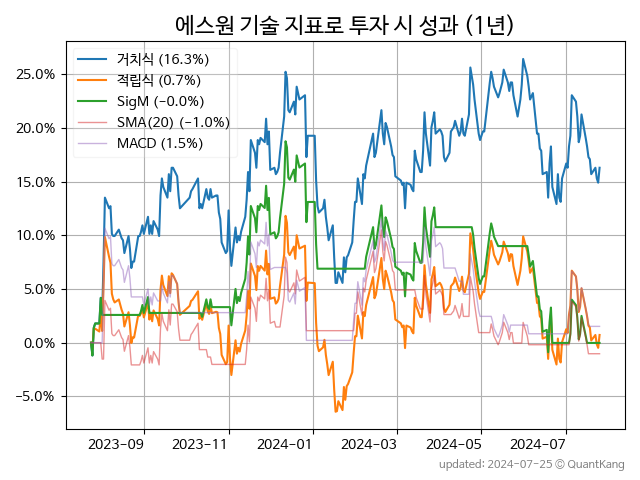 에스원 기술 지표로 투자 시 성과 (1년)
거치식 (16.3%)
적립식 (0.7%)
SigM (−0.0%)
SMA(20) (−1.0%)
MACD (1.5%)
25.0%
20.0%
15.0%
10.0%
5.0%
0.0%
−5.0%
2023-09
2023-11
2024-01
2024-03
2024-05
2024-07
updated: 2024-07-25 © QuantKang